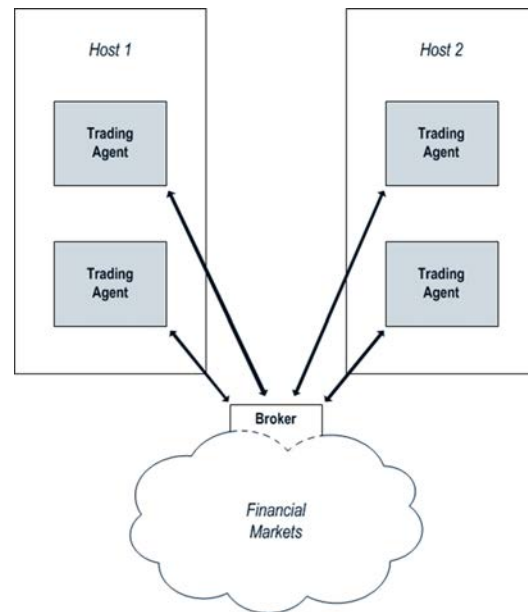 Host 1
Host 2
Trading
Agent
Trading
Agent
Trading
Agent
Trading
Agent
Broker
Financial
Markets